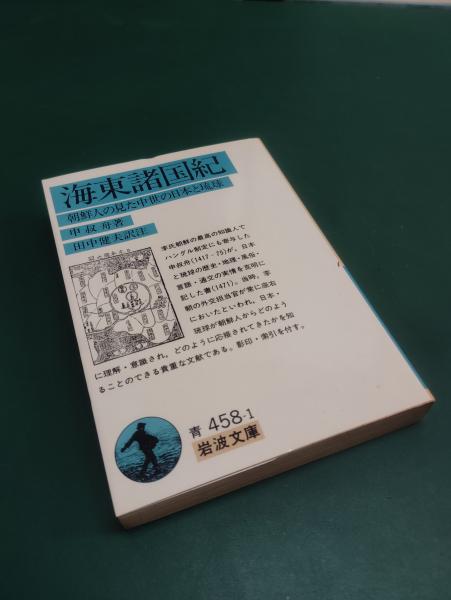 海東諸国紀
朝鮮人の見た中世の日本と琉球
申叔舟著
田中健夫訳注
李氏朝鮮の最高の知識人で
ハングル制定にも寄与した
申叔舟(1417-75)が,日本
と琉球の歴史・地理・風俗・
言語・通交の実情を克明に
記した書(1471).当時,李
朝の外交担当官が常に座右
においたといわれ,日本・
琉球が朝鮮人からどのよう
に理解・意識され,どのように応接されてきたかを知
ることのできる貴重な文献である.影印・索引を付す.
青 458-1
岩波文庫